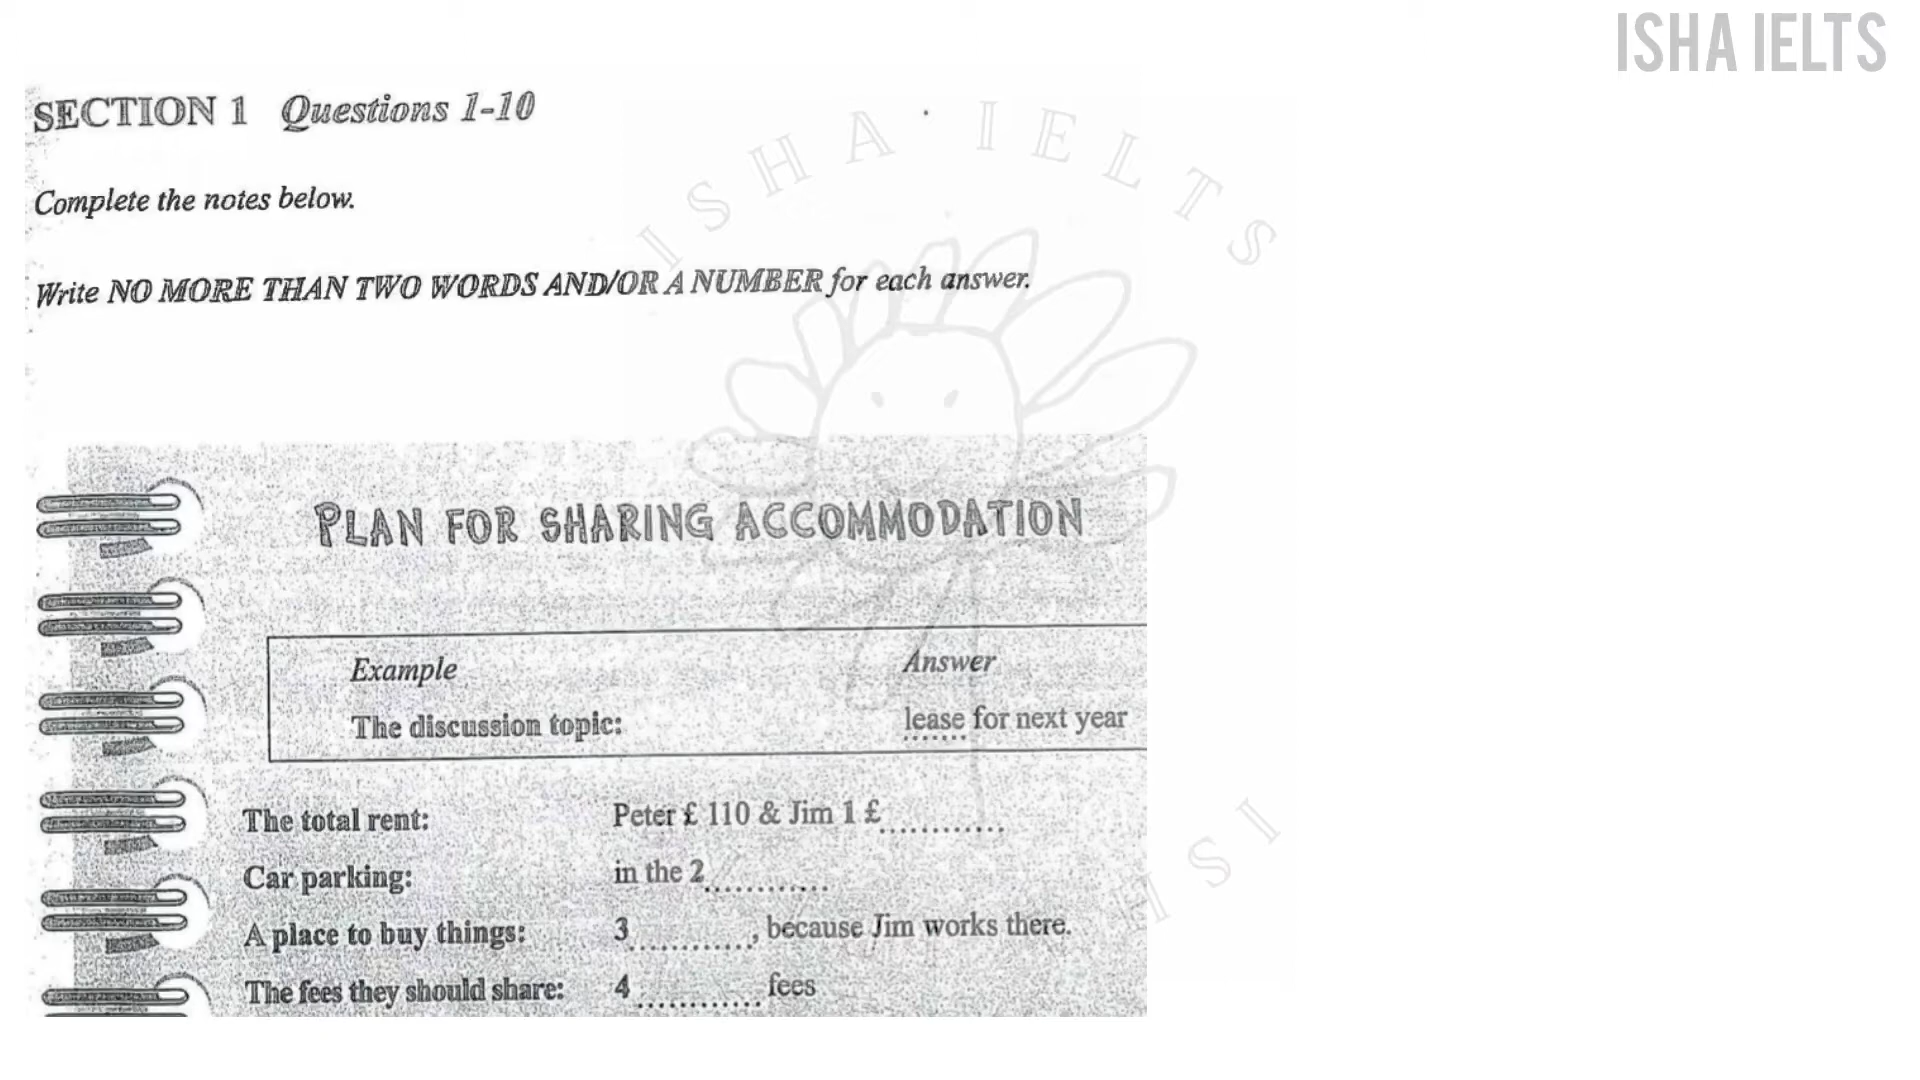 ISHA IELTS
SECTION 1 Questions 1-10
ISHA IELTS
Complete the notes below.
Write NO MORE THAN TWO WORDS AND/OR A NUMBER for each answer.
PLAN FOR SHARING ACCOMMODATION
Example Answer
The discussion topic: lease for next year
The total rent: Peter £ 110 & Jim 1 £............
Car parking: in the 2............
A place to buy things: 3............, because Jim works there.
The fees they should share: 4............ fees